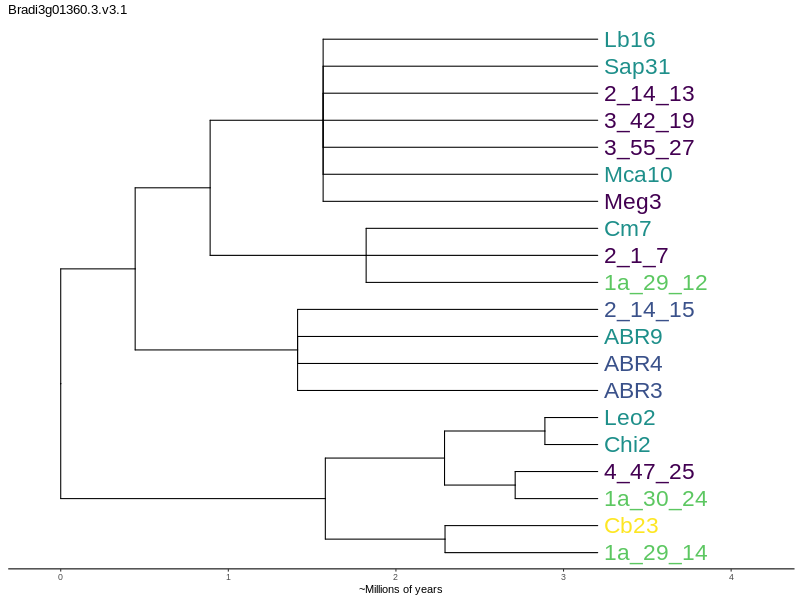 Bradi3g01360.3.v3.1
Lb16
Sap31
2_14_13
3_42_19
3_55_27
Mca10
Meg3
Cm7
2_1_7
1a_29_12
2_14_15
ABR9
ABR4
ABR3
Leo2
Chi2
4_47_25
1a_30_24
Cb23
1a_29_14
0 1 2 3 4
~Millions of years